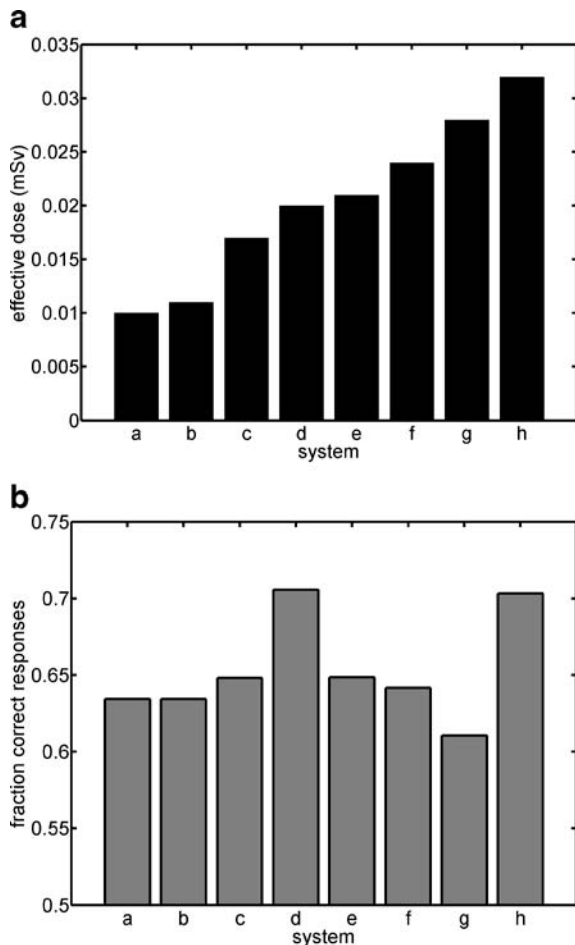 a
0.035
0.03
0.025
0.02
0.015
0.01
0.005
0
effective dose (mSv)
a b c d e f g h
system
b
0.75
0.7
0.65
0.6
0.55
0.5
fraction correct responses
a b c d e f g h
system